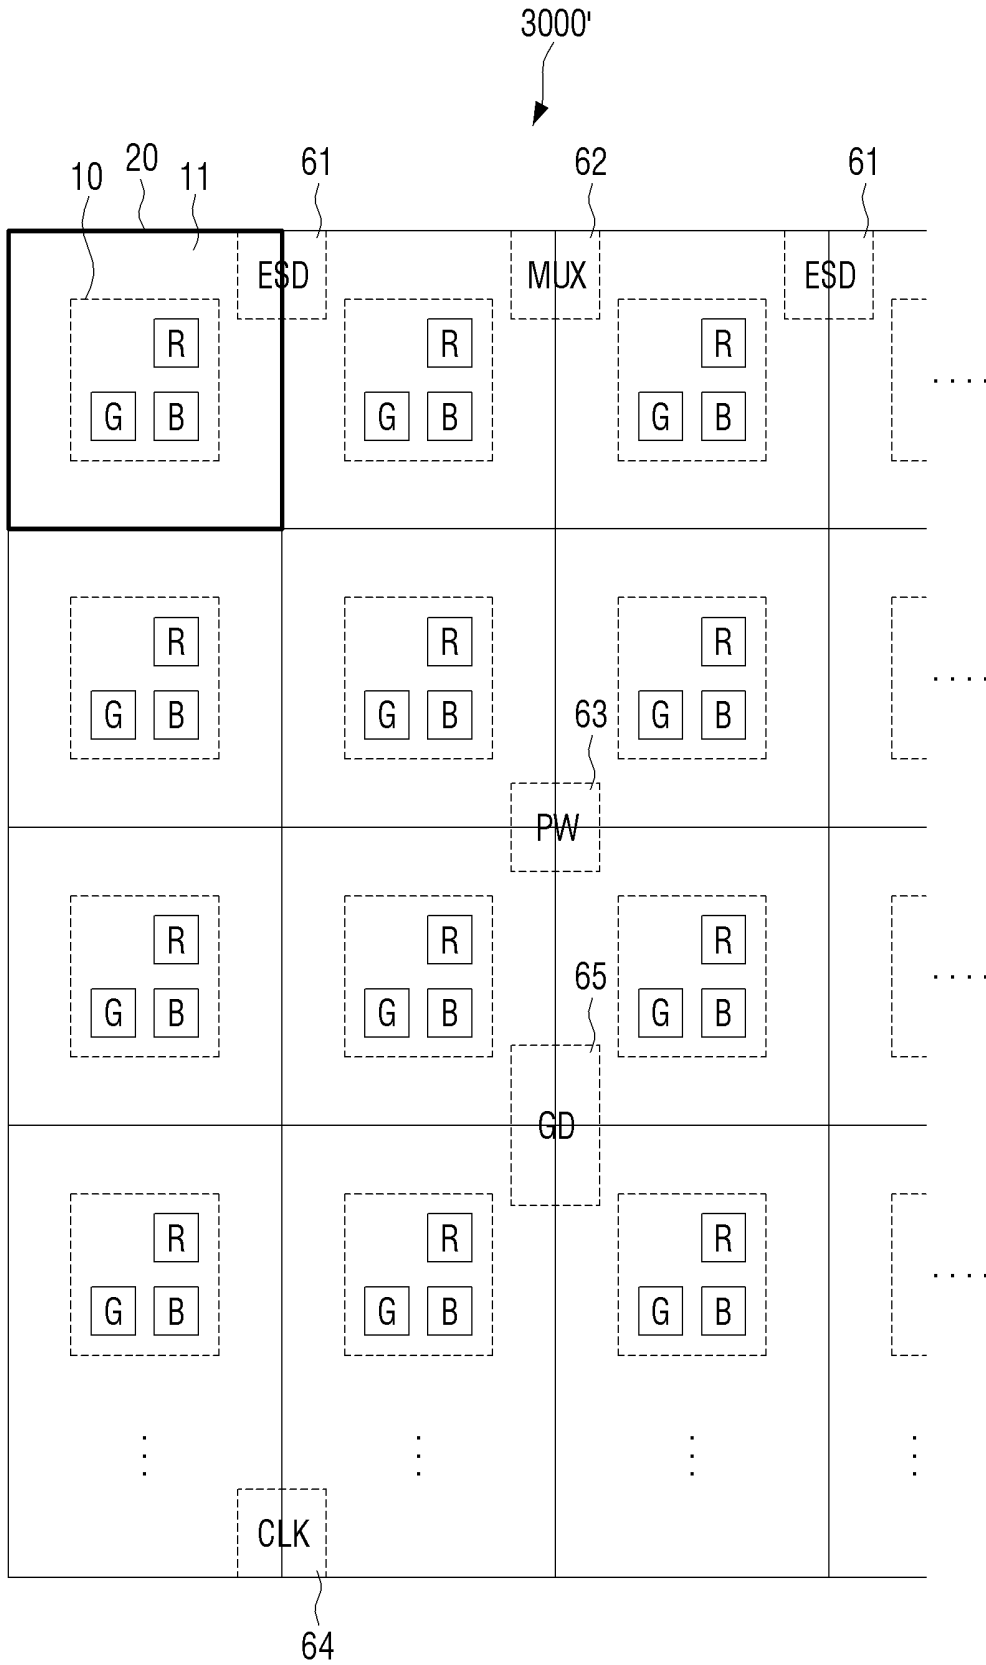 3000'
20
10
11
61
62
61
ESD
MUX
ESD
R
R
R
G B
G B
G B
. . . .
R
R
R
G B
G B
G B
. . . .
63
PW
R
R
R
G B
G B
G B
. . . .
65
GD
R
R
R
G B
G B
G B
. . . .
CLK
64